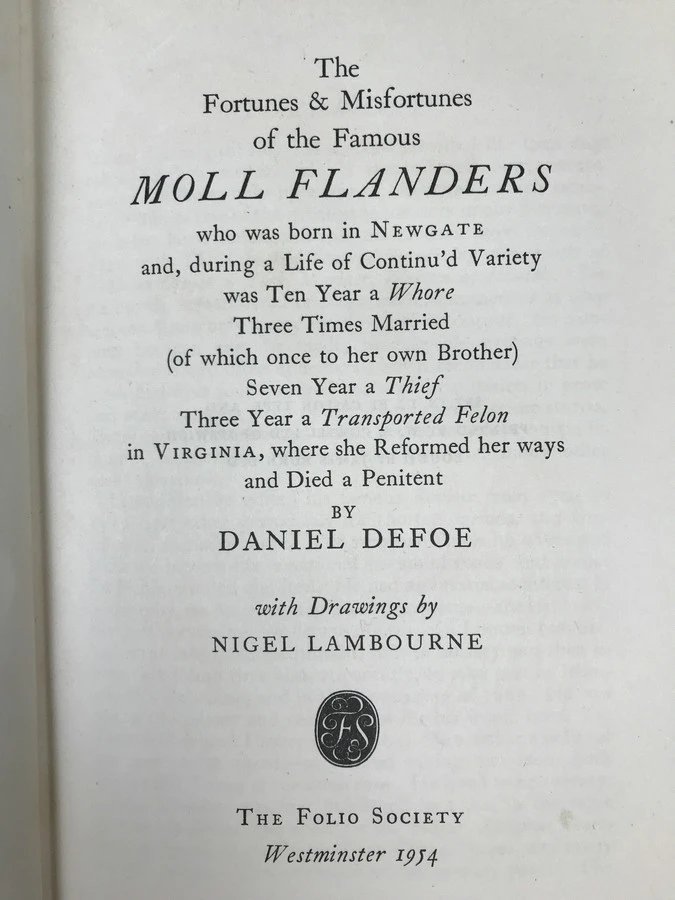 The
Fortunes & Misfortunes
of the Famous
MOLL FLANDERS
who was born in NEWGATE
and, during a Life of Continu'd Variety
was Ten Year a Whore
Three Times Married
(of which once to her own Brother)
Seven Year a Thief
Three Year a Transported Felon
in VIRGINIA, where she Reformed her ways
and Died a Penitent
BY
DANIEL DEFOE
with Drawings by
NIGEL LAMBOURNE
FS
THE FOLIO SOCIETY
Westminster 1954